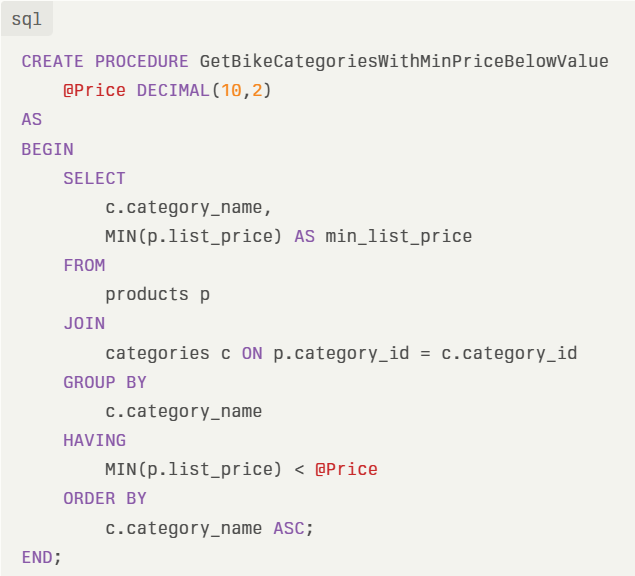 sql
CREATE PROCEDURE GetBikeCategoriesWithMinPriceBelowValue
    @Price DECIMAL(10,2)
AS
BEGIN
    SELECT
        c.category_name,
        MIN(p.list_price) AS min_list_price
    FROM
        products p
    JOIN
        categories c ON p.category_id = c.category_id
    GROUP BY
        c.category_name
    HAVING
        MIN(p.list_price) < @Price
    ORDER BY
        c.category_name ASC;
END;